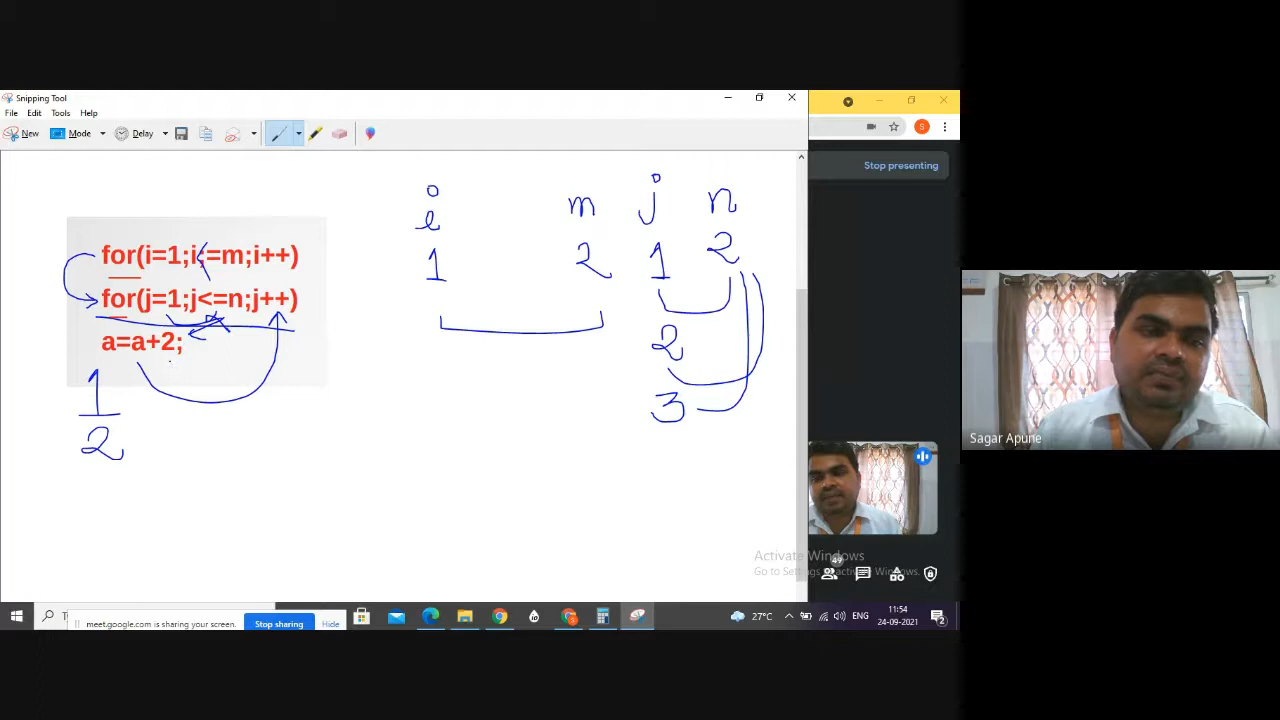 Snipping Tool
File Edit Tools Help
New Mode Delay
S
Stop presenting
i j
e m n
1 2 1 2
for(i=1;i<=m;i++)
for(j=1;j<=n;j++)
a=a+2;
2
3
1
2
Sagar Apune
Activate Windows
49
Go to Settings to activate Windows.
meet.google.com is sharing your screen.
Stop sharing
Hide
27°C
ENG
11:54
24-09-2021
2